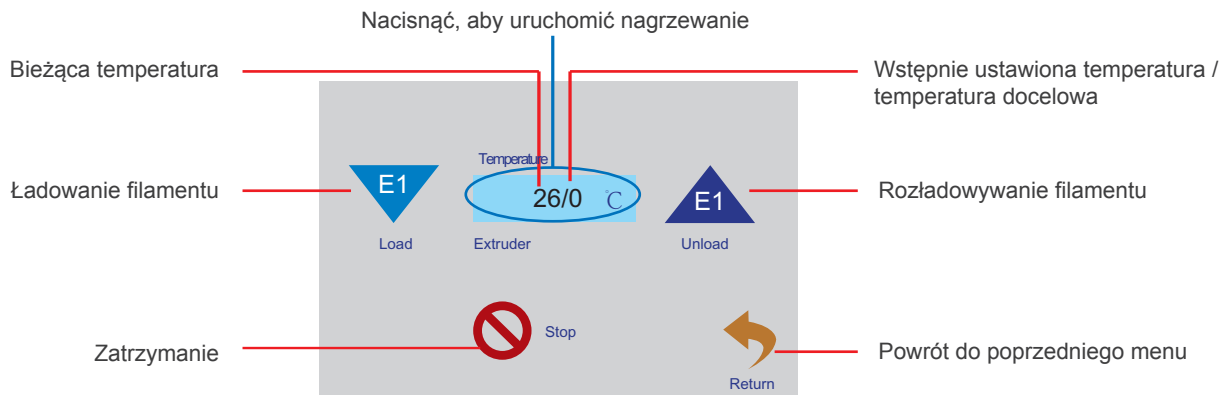 Nacisnąć, aby uruchomić nagrzewanie
Bieżąca temperatura
Wstępnie ustawiona temperatura /
temperatura docelowa
Temperature
Ładowanie filamentu
E1
26/0 °C
E1
Rozładowywanie filamentu
Load
Extruder
Unload
Stop
Zatrzymanie
Powrót do poprzedniego menu
Return